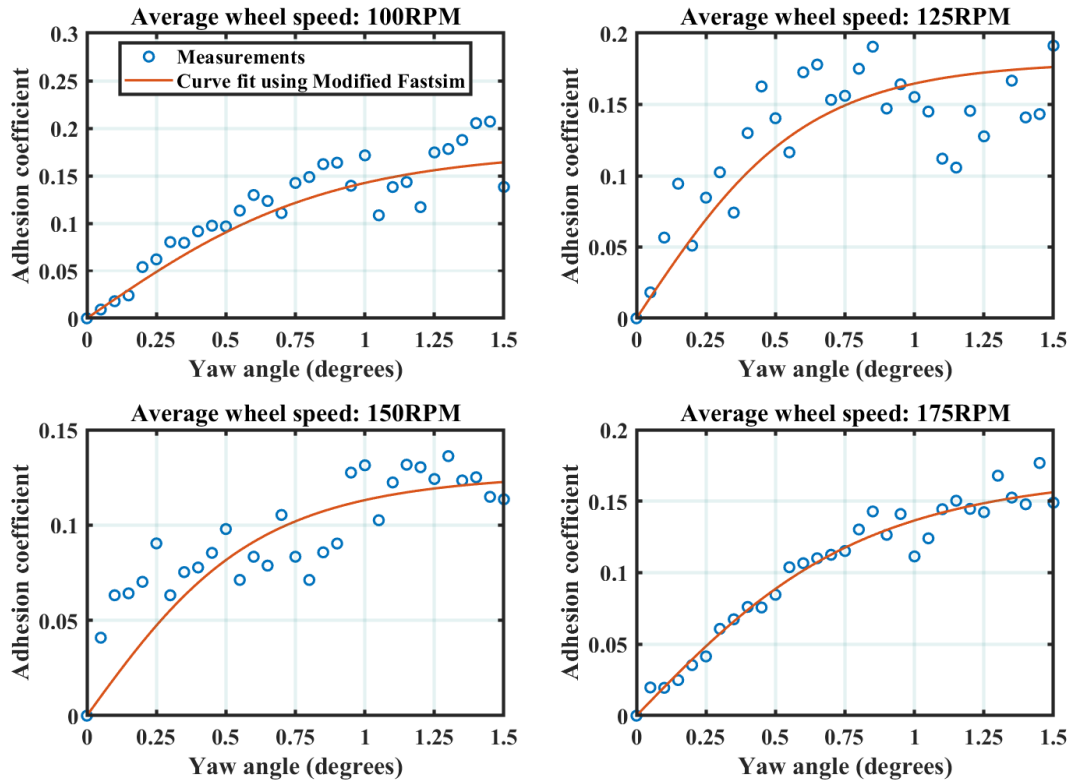 Average wheel speed: 100RPM
Adhesion coefficient
0.3
0.25
0.2
0.15
0.1
0.05
0
Measurements
Curve fit using Modified Fastsim
0 0.25 0.5 0.75 1 1.25 1.5
Yaw angle (degrees)
Average wheel speed: 125RPM
Adhesion coefficient
0.2
0.15
0.1
0.05
0
0 0.25 0.5 0.75 1 1.25 1.5
Yaw angle (degrees)
Average wheel speed: 150RPM
Adhesion coefficient
0.15
0.1
0.05
0
0 0.25 0.5 0.75 1 1.25 1.5
Yaw angle (degrees)
Average wheel speed: 175RPM
Adhesion coefficient
0.2
0.15
0.1
0.05
0
0 0.25 0.5 0.75 1 1.25 1.5
Yaw angle (degrees)